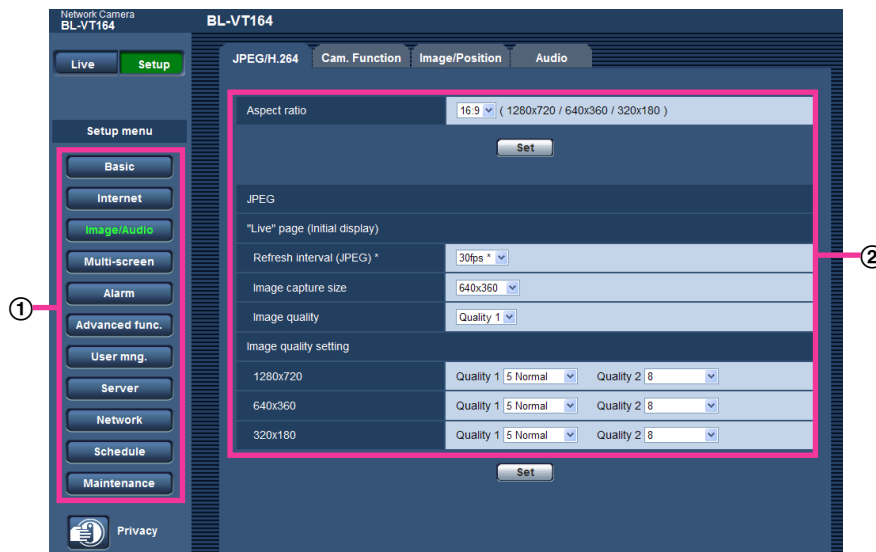 Network Camera
BL-VT164
BL-VT164
Live
Setup
JPEG/H.264
Cam. Function
Image/Position
Audio
Setup menu
Basic
Internet
Image/Audio
Multi-screen
Alarm
Advanced func.
User mng.
Server
Network
Schedule
Maintenance
Privacy
①
Aspect ratio 16:9 ( 1280x720 / 640x360 / 320x180 )
Set
JPEG
"Live" page (Initial display)
Refresh interval (JPEG) * 30fps *
Image capture size 640x360
Image quality Quality 1
Image quality setting
1280x720 Quality 1 5 Normal Quality 2 8
640x360 Quality 1 5 Normal Quality 2 8
320x180 Quality 1 5 Normal Quality 2 8
Set
②